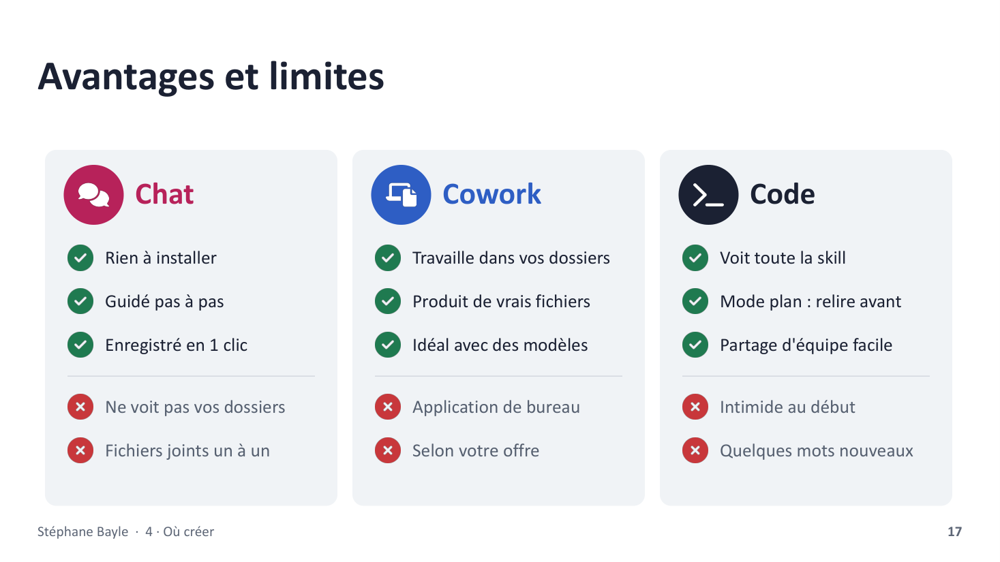 Avantages et limites
Chat
Rien à installer
Guidé pas à pas
Enregistré en 1 clic
Ne voit pas vos dossiers
Fichiers joints un à un
Cowork
Travaille dans vos dossiers
Produit de vrais fichiers
Idéal avec des modèles
Application de bureau
Selon votre offre
Code
Voit toute la skill
Mode plan : relire avant
Partage d'équipe facile
Intimide au début
Quelques mots nouveaux
Stéphane Bayle · 4 · Où créer
17